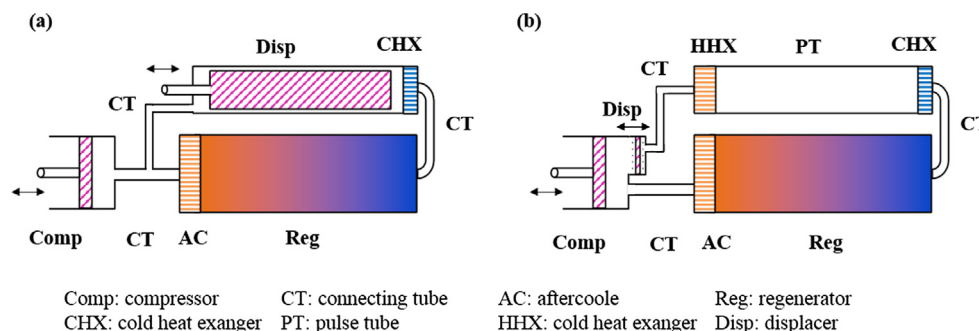 (a)
Disp
CHX
CT
CT
Comp
CT
AC
Reg
(b)
HHX
PT
CHX
CT
Disp
CT
Comp
CT
AC
Reg
Comp: compressor CT: connecting tube AC: aftercoole Reg: regenerator
CHX: cold heat exanger PT: pulse tube HHX: cold heat exanger Disp: displacer